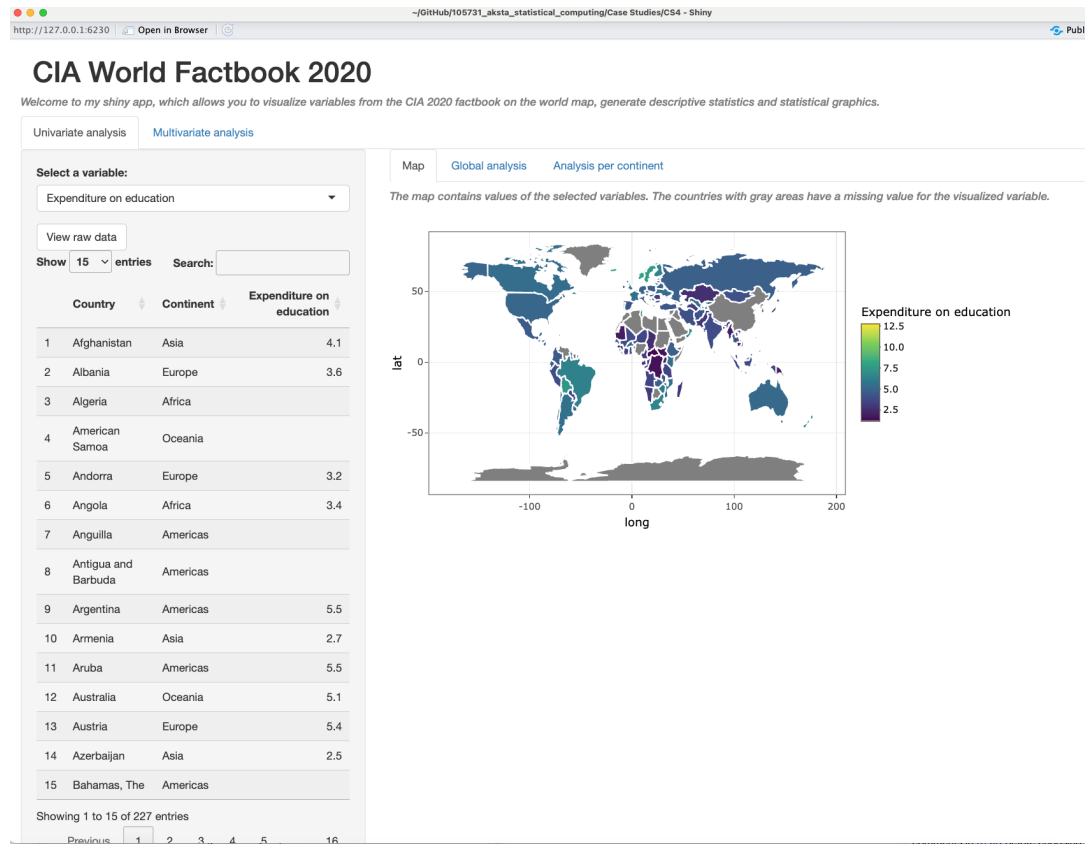 ~/GitHub/105731_aksta_statistical_computing/Case Studies/CS4 - Shiny
http://127.0.0.1:6230 Open in Browser Publ
CIA World Factbook 2020
Welcome to my shiny app, which allows you to visualize variables from the CIA 2020 factbook on the world map, generate descriptive statistics and statistical graphics.
Univariate analysis Multivariate analysis
Select a variable:
Expenditure on education
View raw data
Show 15 entries Search:
Country Continent Expenditure on
education
1 Afghanistan Asia 4.1
2 Albania Europe 3.6
3 Algeria Africa
4 American
Samoa Oceania
5 Andorra Europe 3.2
6 Angola Africa 3.4
7 Anguilla Americas
8 Antigua and
Barbuda Americas
9 Argentina Americas 5.5
10 Armenia Asia 2.7
11 Aruba Americas 5.5
12 Australia Oceania 5.1
13 Austria Europe 5.4
14 Azerbaijan Asia 2.5
15 Bahamas, The Americas
Showing 1 to 15 of 227 entries
Previous 1 2 3 4 5 16
Map Global analysis Analysis per continent
The map contains values of the selected variables. The countries with gray areas have a missing value for the visualized variable.
50
0
-50
lat
-100 0 100 200
long
Expenditure on education
12.5
10.0
7.5
5.0
2.5